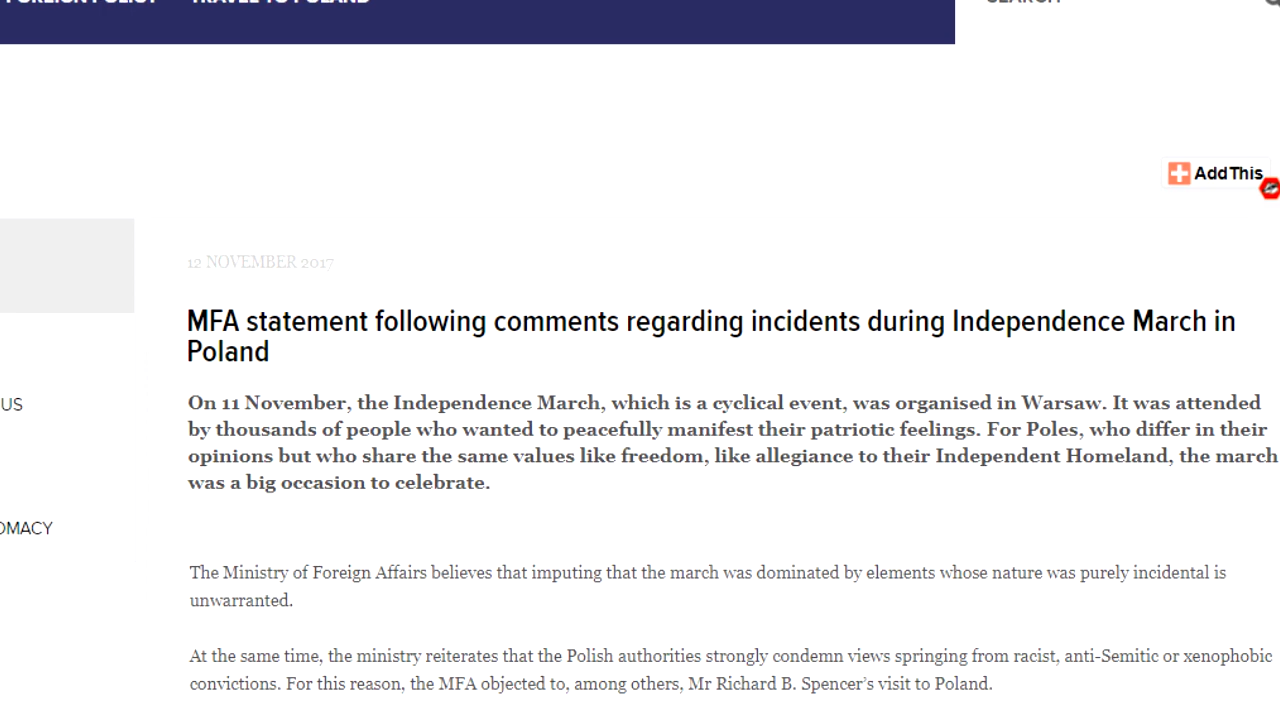 FOREIGN POLICY TRAVEL TO POLAND SEARCH
AddThis
12 NOVEMBER 2017
MFA statement following comments regarding incidents during Independence March in
Poland
US
On 11 November, the Independence March, which is a cyclical event, was organised in Warsaw. It was attended
by thousands of people who wanted to peacefully manifest their patriotic feelings. For Poles, who differ in their
opinions but who share the same values like freedom, like allegiance to their Independent Homeland, the march
was a big occasion to celebrate.
OMACY
The Ministry of Foreign Affairs believes that imputing that the march was dominated by elements whose nature was purely incidental is
unwarranted.
At the same time, the ministry reiterates that the Polish authorities strongly condemn views springing from racist, anti-Semitic or xenophobic
convictions. For this reason, the MFA objected to, among others, Mr Richard B. Spencer's visit to Poland.